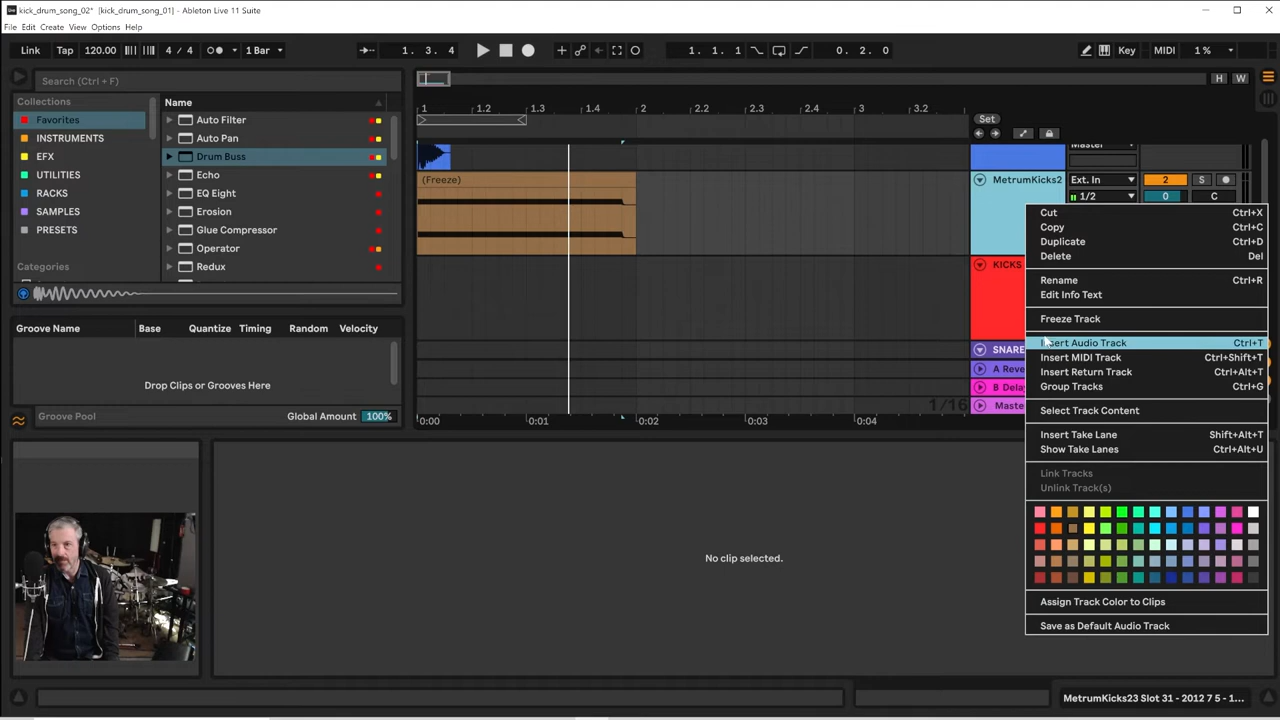 kick_drum_song_02* [kick_drum_song_01] - Ableton Live 11 Suite
File Edit Create View Options Help
Link Tap 120.00 4 / 4 1 Bar 1. 3. 4 1. 1. 1 0. 2. 0 Key MIDI 1 %
Search (Ctrl + F)
H W
Collections
Favorites
INSTRUMENTS
EFX
UTILITIES
RACKS
SAMPLES
PRESETS
Categories
Name
Auto Filter
Auto Pan
Drum Buss
Echo
EQ Eight
Erosion
Glue Compressor
Operator
Redux
1 1.2 1.3 1.4 2 2.2 2.3 2.4 3 3.2
Set
Master
(Freeze)
MetrumKicks2 Ext. In 2 S
1/2 0 C
KICKS
SNARE
A Reve
B Delay
Master
1/16
0:00 0:01 0:02 0:03 0:04
Cut Ctrl+X
Copy Ctrl+C
Duplicate Ctrl+D
Delete Del
Rename Ctrl+R
Edit Info Text
Freeze Track
Insert Audio Track Ctrl+T
Insert MIDI Track Ctrl+Shift+T
Insert Return Track Ctrl+Alt+T
Group Tracks Ctrl+G
Select Track Content
Insert Take Lane Shift+Alt+T
Show Take Lanes Ctrl+Alt+U
Link Tracks
Unlink Track(s)
Assign Track Color to Clips
Save as Default Audio Track
Groove Name Base Quantize Timing Random Velocity
Drop Clips or Grooves Here
Groove Pool Global Amount 100%
No clip selected.
MetrumKicks23 Slot 31 - 2012 7 5 - 1...